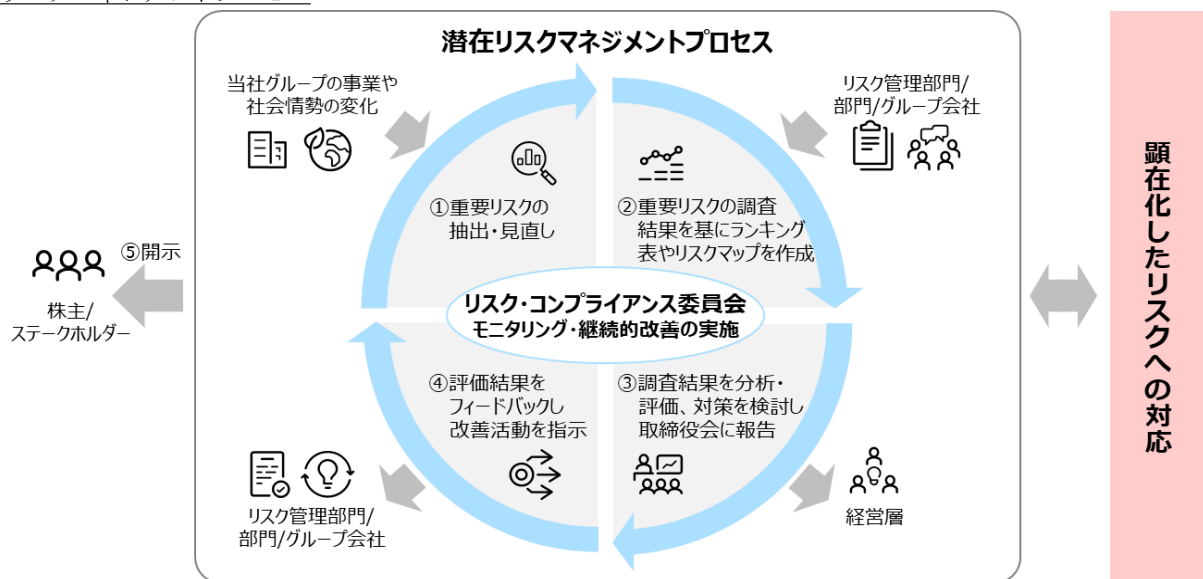 潜在リスクマネジメントプロセス
当社グループの事業や
社会情勢の変化
リスク管理部門/
部門/グループ会社
①重要リスクの
抽出・見直し
②重要リスクの調査
結果を基にランキング
表やリスクマップを作成
⑤開示
株主/
ステークホルダー
リスク・コンプライアンス委員会
モニタリング・継続的改善の実施
④評価結果を
フィードバックし
改善活動を指示
③調査結果を分析・
評価、対策を検討し
取締役会に報告
リスク管理部門/
部門/グループ会社
経営層
顕在化したリスクへの対応